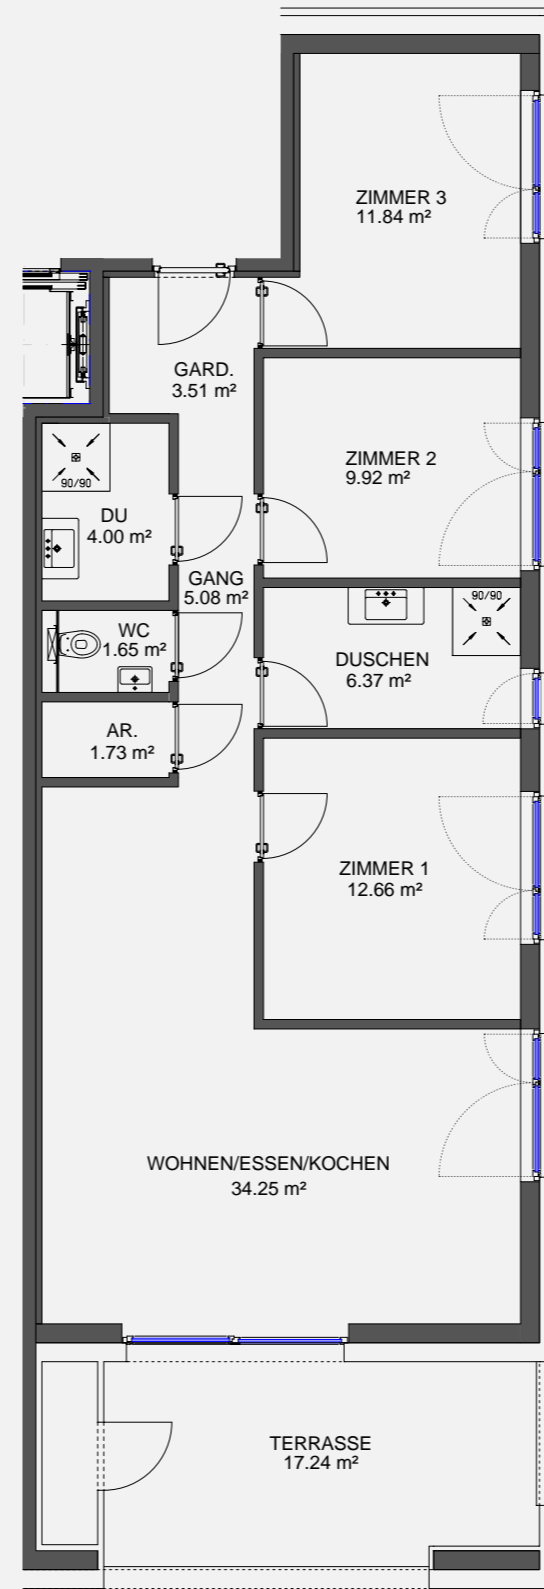 ZIMMER 3
11.84 m²
GARD.
3.51 m²
ZIMMER 2
9.92 m²
90/90
DU
4.00 m²
GANG
5.08 m²
90/90
WC
1.65 m²
DUSCHEN
6.37 m²
AR.
1.73 m²
ZIMMER 1
12.66 m²
WOHNEN/ESSEN/KOCHEN
34.25 m²
TERRASSE
17.24 m²